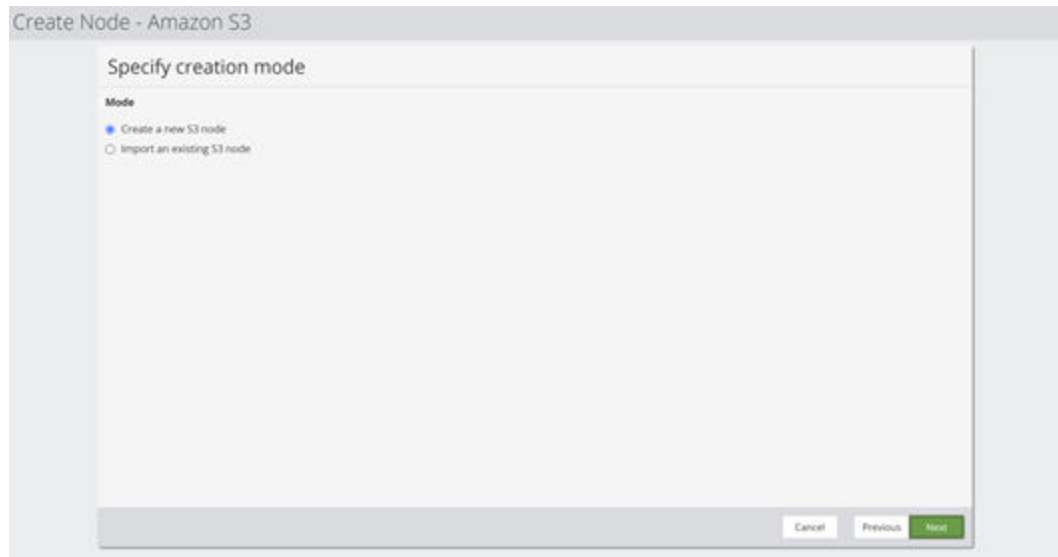 Create Node - Amazon S3
Specify creation mode
Mode
Create a new S3 node
Import an existing S3 node
Cancel Previous Next